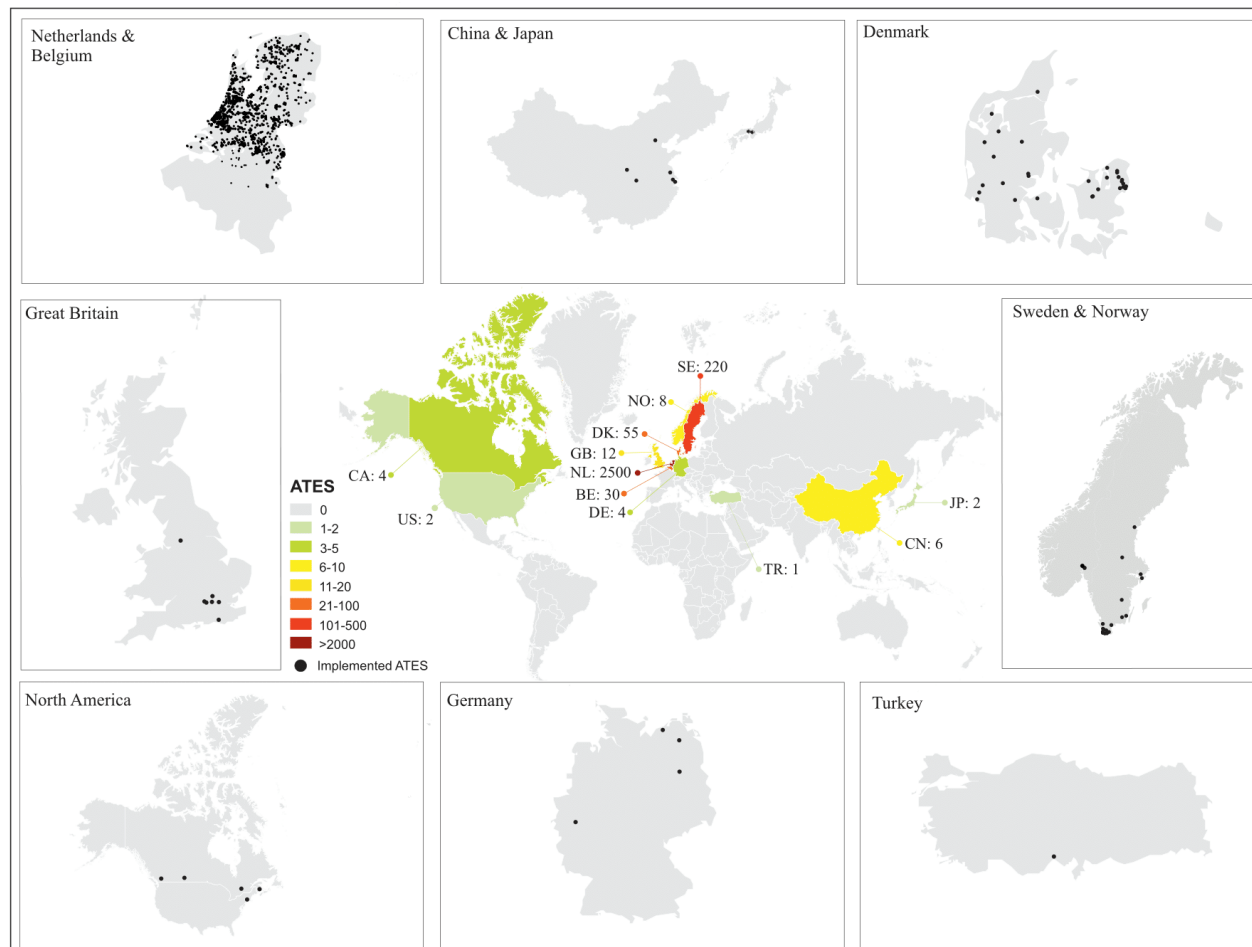 Netherlands &
Belgium
China & Japan
Denmark
Great Britain
Sweden & Norway
SE: 220
NO: 8
DK: 55
GB: 12
NL: 2500
BE: 30
DE: 4
CA: 4
US: 2
JP: 2
CN: 6
TR: 1
ATES
0
1-2
3-5
6-10
11-20
21-100
101-500
>2000
Implemented ATES
North America
Germany
Turkey